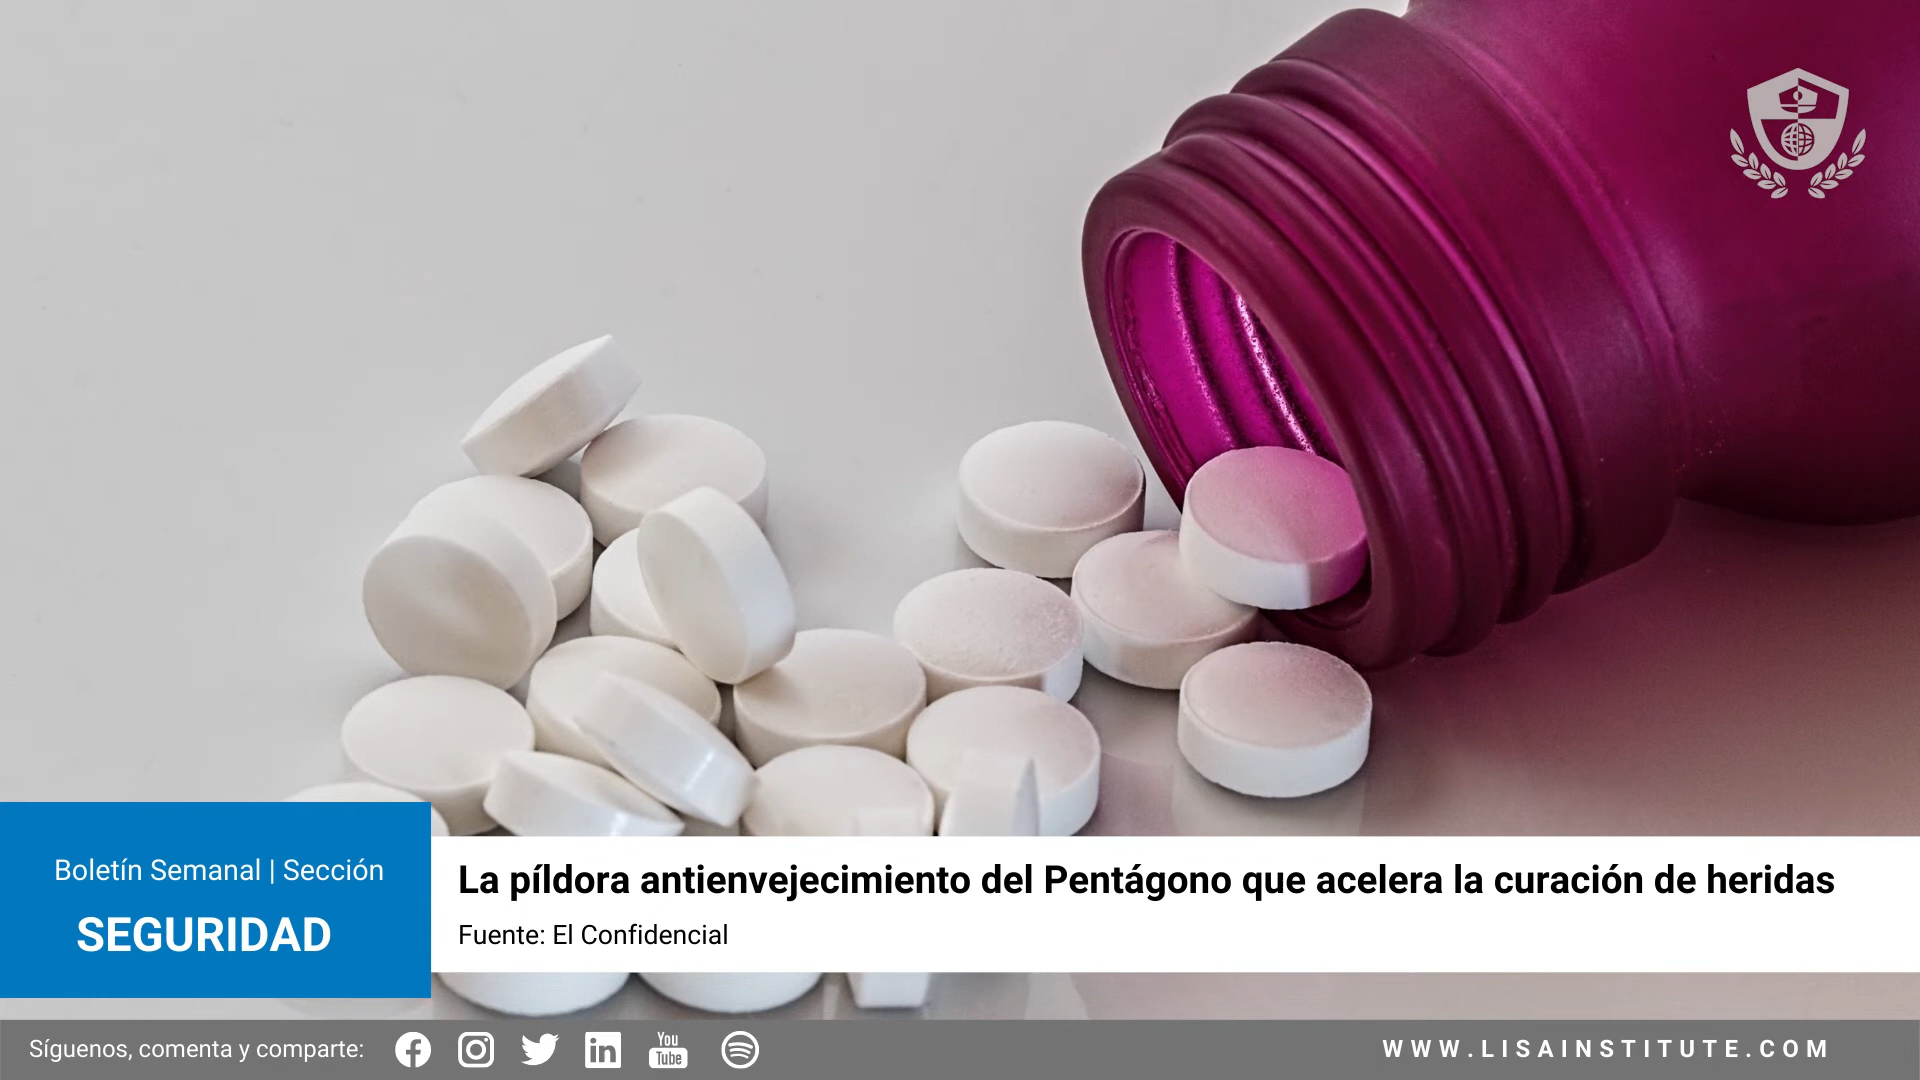 Boletín Semanal | Sección
SEGURIDAD
La píldora antienvejecimiento del Pentágono que acelera la curación de heridas
Fuente: El Confidencial
Síguenos, comenta y comparte:
You
Tube
WWW.LISAINSTITUTE.COM